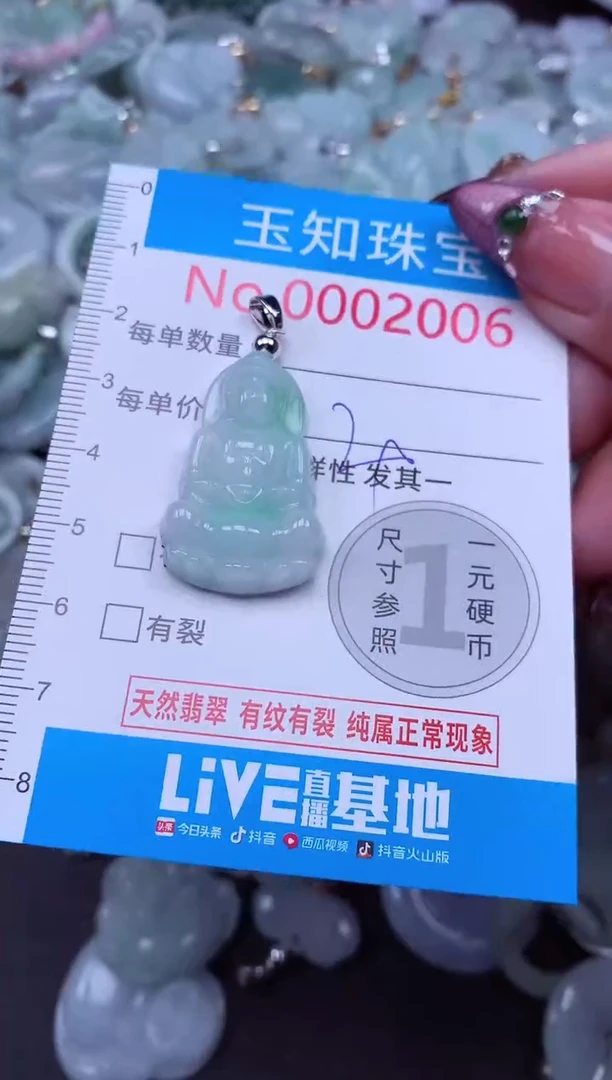 玉知珠宝
No.0002006
每单数量
每单价
样性 发其一
有裂
尺寸参照
1
一元硬币
天然翡翠 有纹有裂 纯属正常现象
LiVE直播基地
头条 今日头条 抖音 西瓜视频 抖音火山版
0
1
2
3
4
5
6
7
8